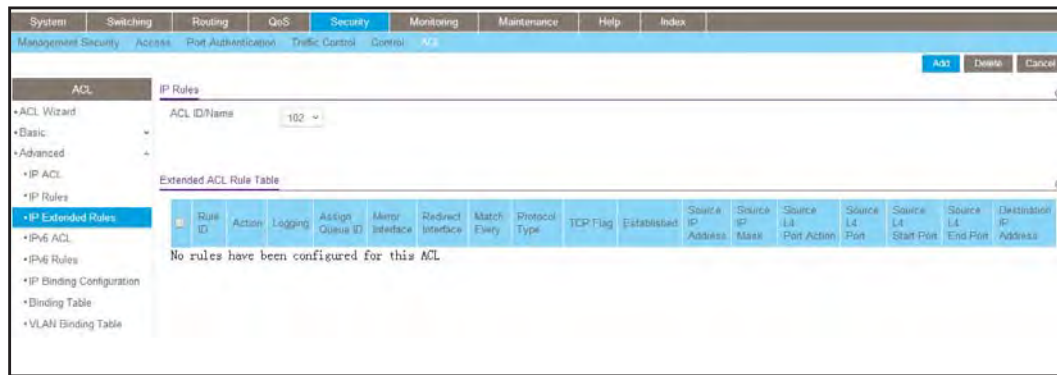 System Switching Routing QoS Security Monitoring Maintenance Help Index
Management Security Access Port Authentication Traffic Control Control ACL
Add Delete Cancel
ACL
ACL Wizard
Basic
Advanced
IP ACL
IP Rules
IP Extended Rules
IPv6 ACL
IPv6 Rules
IP Binding Configuration
Binding Table
VLAN Binding Table
IP Rules
ACL ID/Name 102
Extended ACL Rule Table
Rule ID Action Logging Assign Queue ID Mirror Interface Redirect Interface Match Every Protocol Type TCP Flag Established Source IP Address Source IP Mask Source L4 Port Action Source L4 Port Source L4 Start Port Source L4 End Port Destination IP Address
No rules have been configured for this ACL